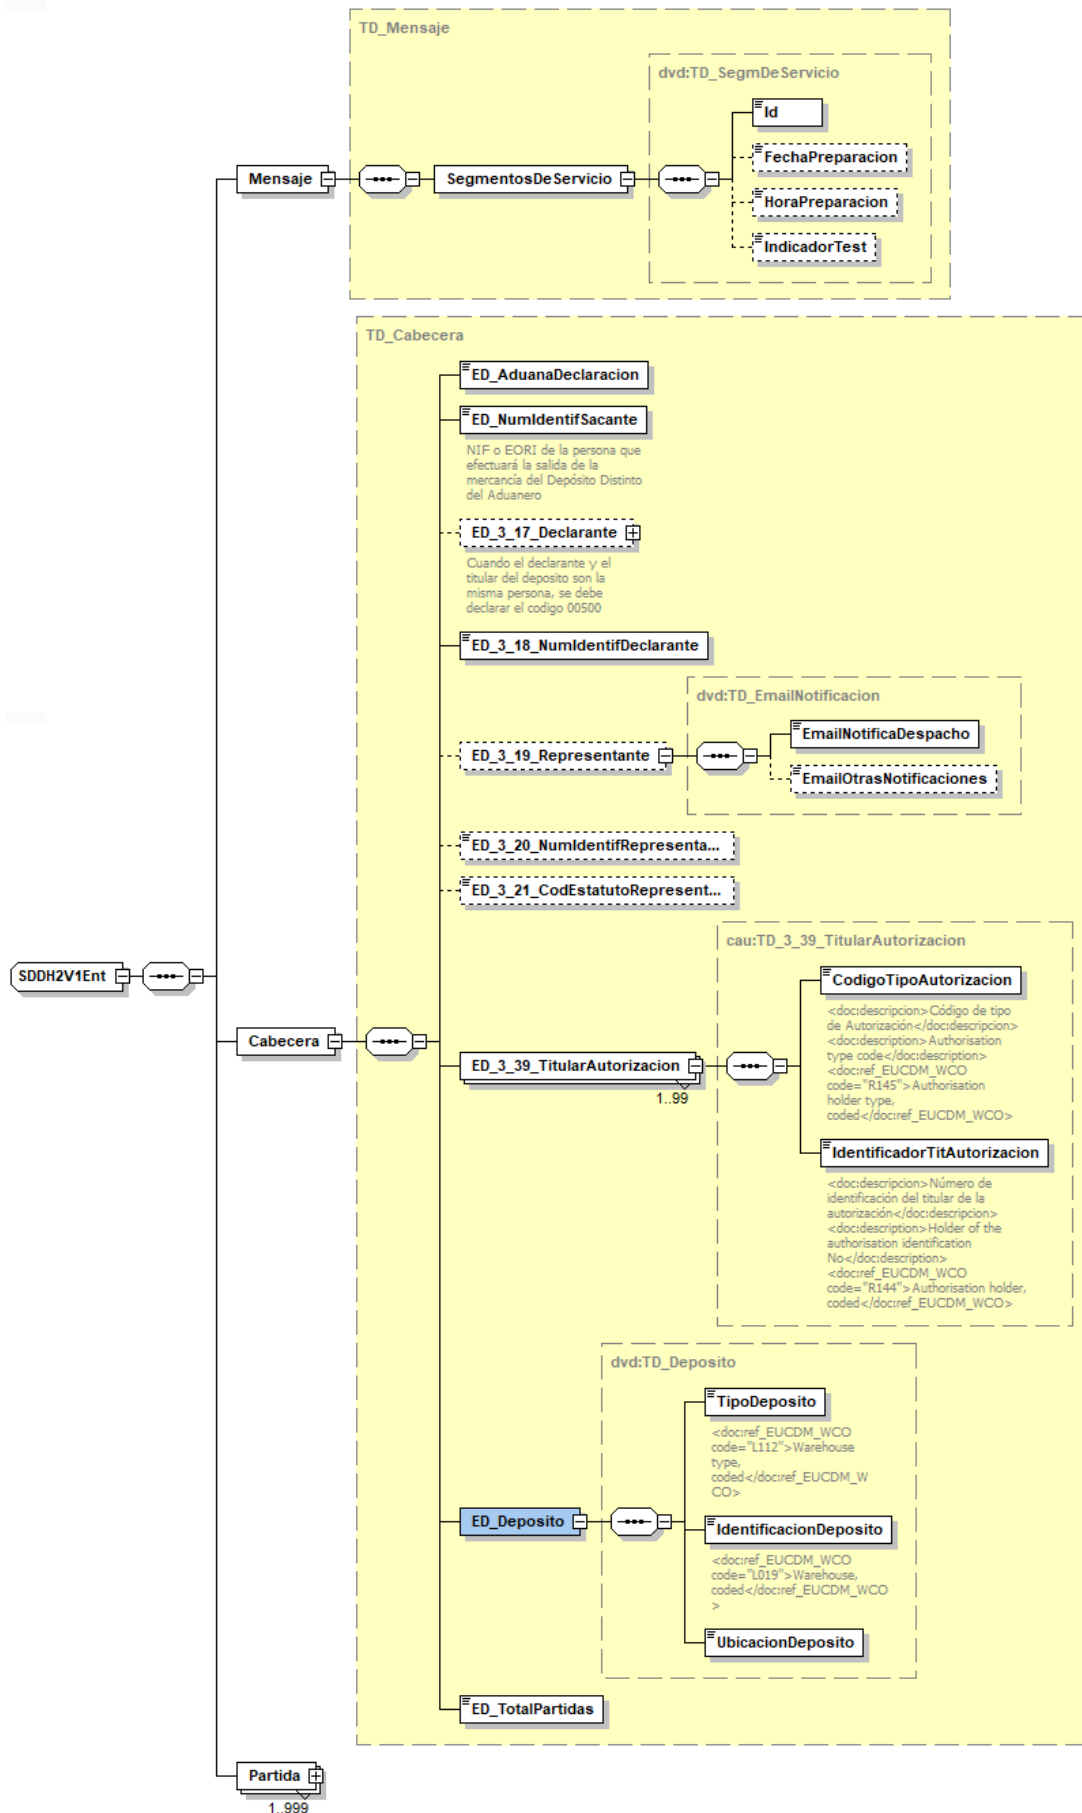 TD_Mensaje
dvd:TD_SegmDeServicio
Id
FechaPreparacion
Mensaje
SegmentosDeServicio
HoraPreparacion
IndicadorTest
TD_Cabecera
ED_AduanaDeclaracion
ED_NumIdentifSacante
NIF o EORI de la persona que
efectuará la salida de la
mercancía del Depósito Distinto
del Aduanero
ED_3_17_Declarante
Cuando el declarante y el
titular del deposito son la
misma persona, se debe
declarar el codigo 00500
ED_3_18_NumIdentifDeclarante
dvd:TD_EmailNotificacion
EmailNotificaDespacho
ED_3_19_Representante
EmailOtrasNotificaciones
ED_3_20_NumIdentifRepresenta...
ED_3_21_CodEstatutoRepresent...
cau:TD_3_39_TitularAutorizacion
SDDH2V1Ent
CodigoTipoAutorizacion
<doc:descripcion>Código de tipo
de Autorización</doc:descripcion>
<doc:description>Authorisation
type code</doc:description>
<doc:ref_EUCDM_WCO
code="R145">Authorisation
holder type,
coded</doc:ref_EUCDM_WCO>
Cabecera
ED_3_39_TitularAutorizacion
1..99
IdentificadorTitAutorizacion
<doc:descripcion>Número de
identificación del titular de la
autorización</doc:descripcion>
<doc:description>Holder of the
authorisation identification
No</doc:description>
<doc:ref_EUCDM_WCO
code="R144">Authorisation holder,
coded</doc:ref_EUCDM_WCO>
dvd:TD_Deposito
TipoDeposito
<doc:ref_EUCDM_WCO
code="L112">Warehouse
type,
coded</doc:ref_EUCDM_W
CO>
ED_Deposito
IdentificacionDeposito
<doc:ref_EUCDM_WCO
code="L019">Warehouse,
coded</doc:ref_EUCDM_WCO
>
UbicacionDeposito
ED_TotalPartidas
Partida
1..999